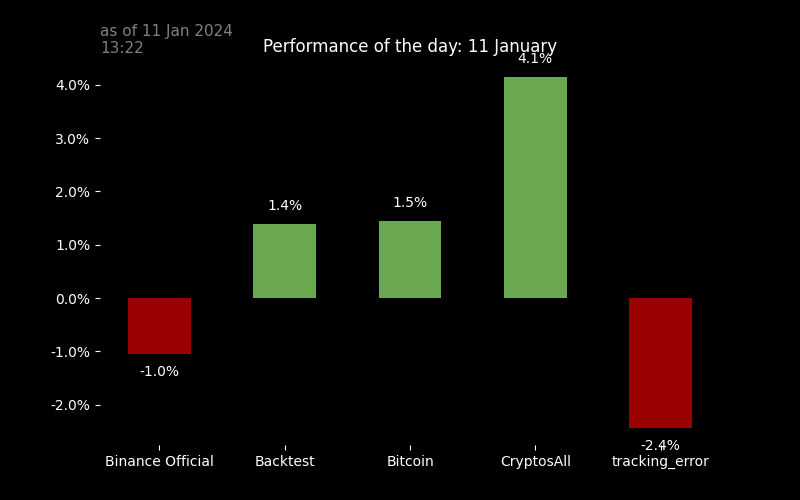 as of 11 Jan 2024
13:22
Performance of the day: 11 January
4.1%
4.0%
3.0%
2.0%
1.4%
1.5%
1.0%
0.0%
-1.0%
-1.0%
-2.0%
-2.4%
Binance Official
Backtest
Bitcoin
CryptosAll
tracking_error